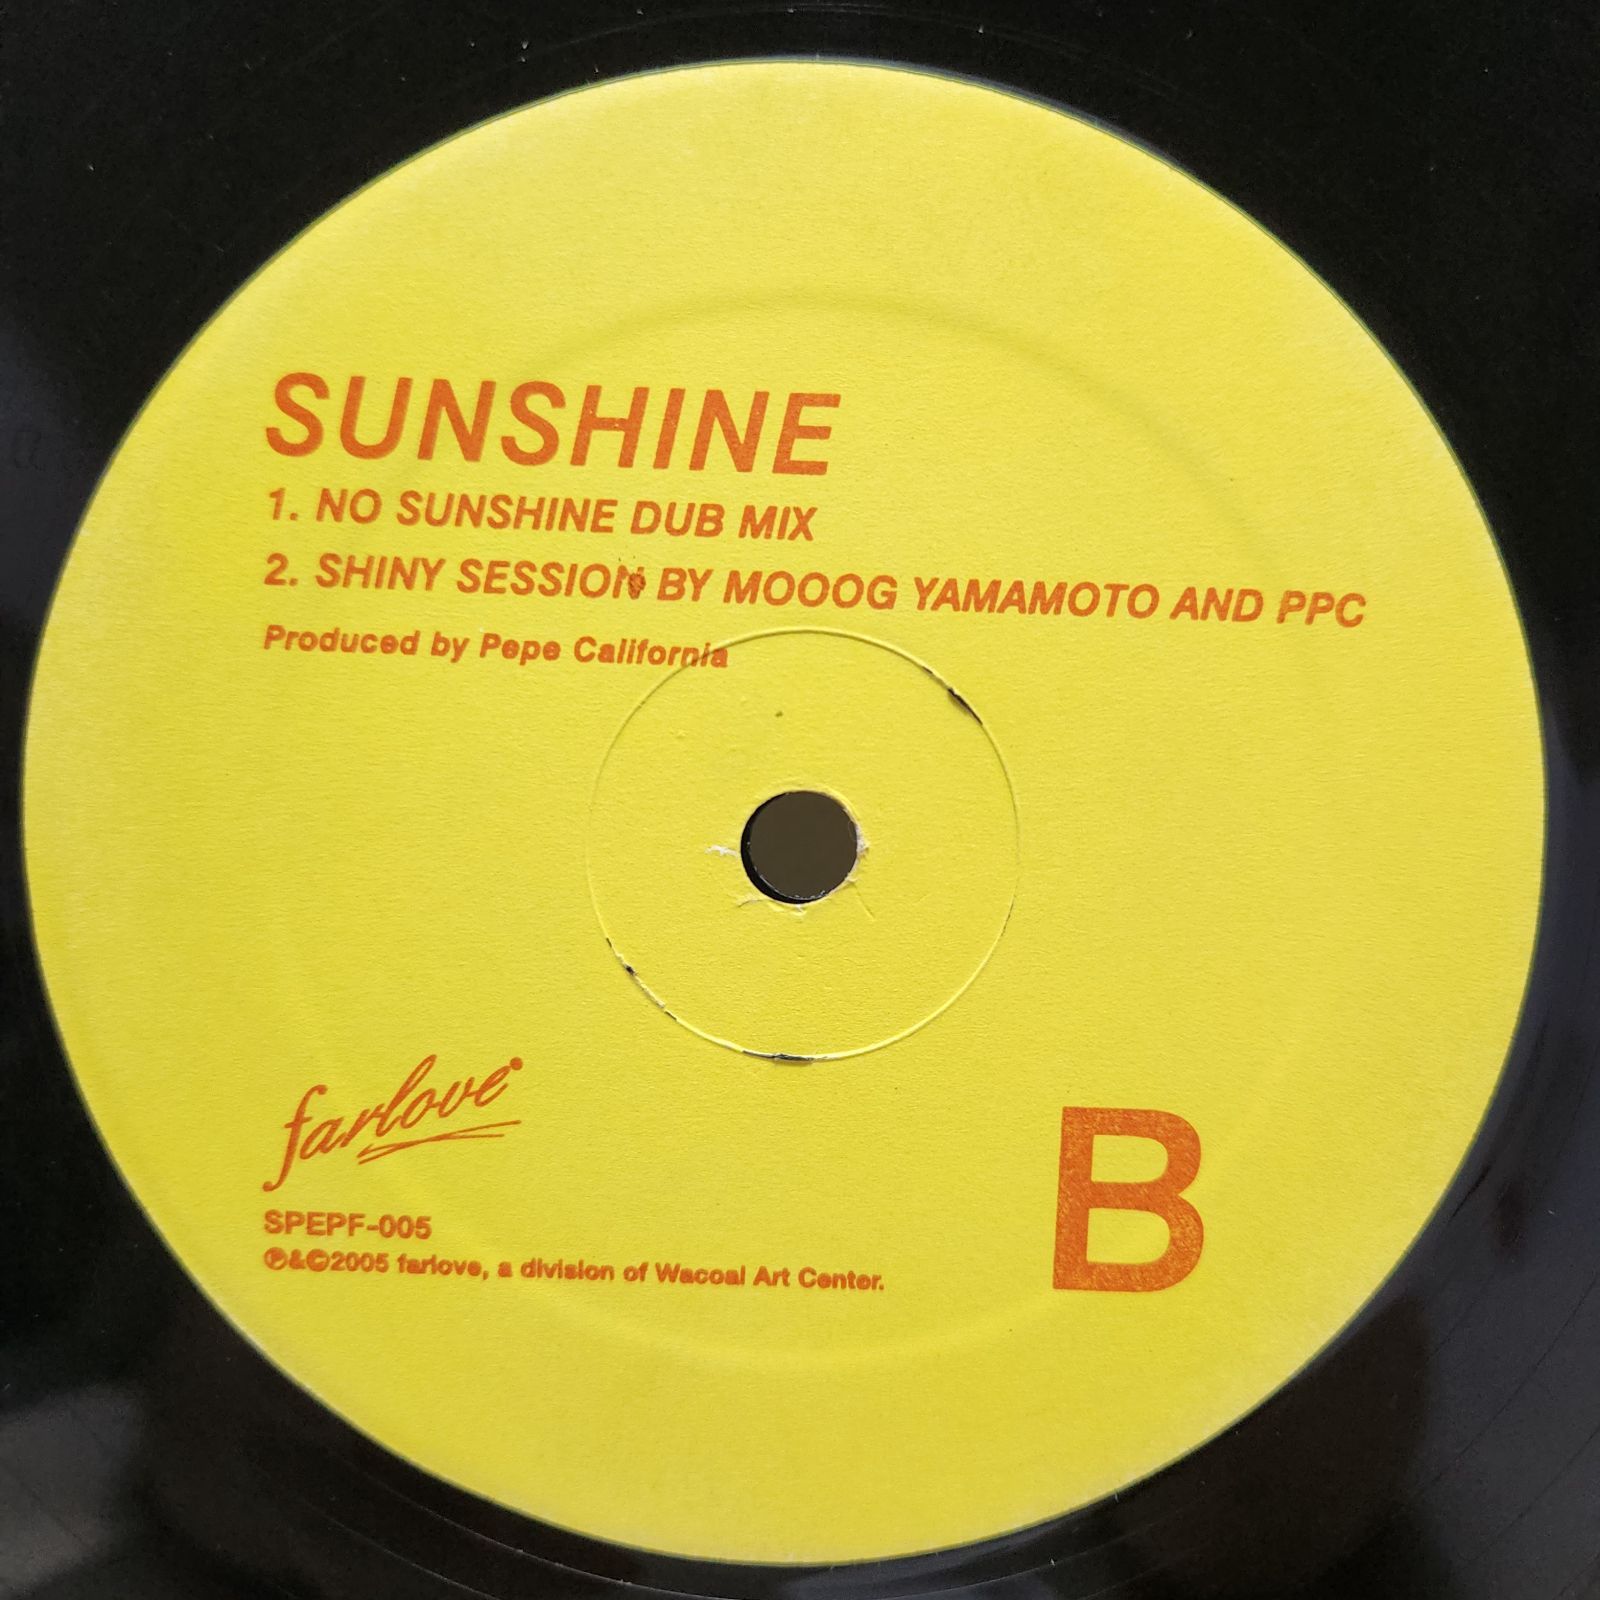 SUNSHINE
1. NO SUNSHINE DUB MIX
2. SHINY SESSION BY MOOOG YAMAMOTO AND PPC
Produced by Pepe California
farlove
SPEPF-005
℗&©2005 farlove, a division of Wacoal Art Center.
B